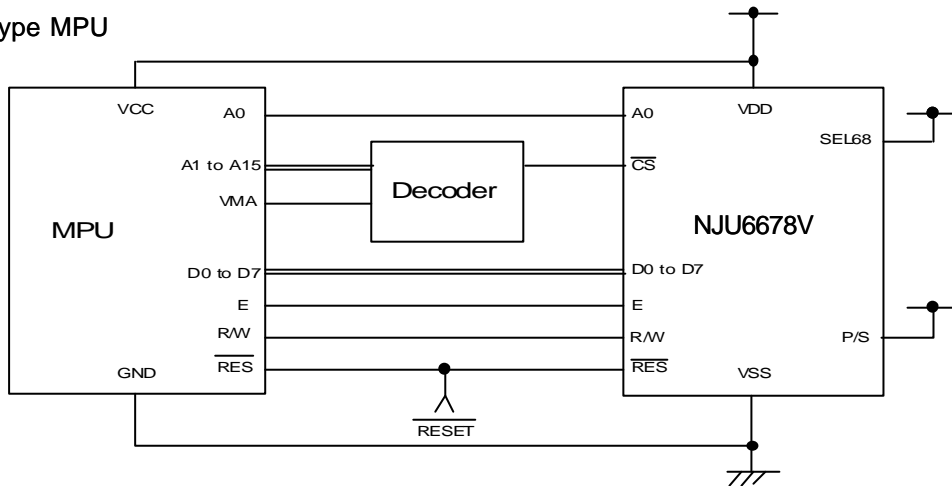 ype MPU
VCC
A0
A1 to A15
VMA
MPU
D0 to D7
E
R/W
RES
GND
Decoder
RESET
A0
VDD
SEL68
CS
NJU6678V
D0 to D7
E
R/W
P/S
RES
VSS